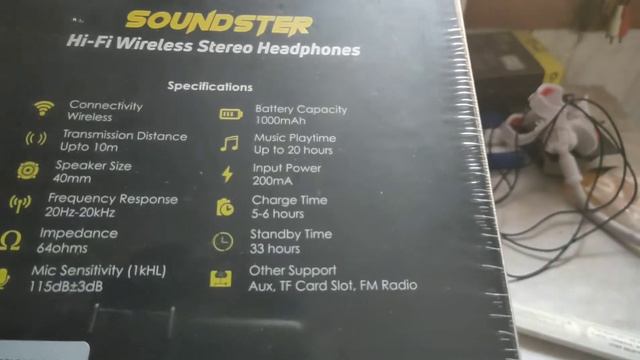 SOUNDSTER
Hi-Fi Wireless Stereo Headphones
Specifications
Connectivity
Wireless
Transmission Distance
Upto 10m
Speaker Size
40mm
Frequency Response
20Hz-20kHz
Impedance
64ohms
Mic Sensitivity (1kHL)
115dB±3dB
Battery Capacity
1000mAh
Music Playtime
Up to 20 hours
Input Power
200mA
Charge Time
5-6 hours
Standby Time
33 hours
Other Support
Aux, TF Card Slot, FM Radio